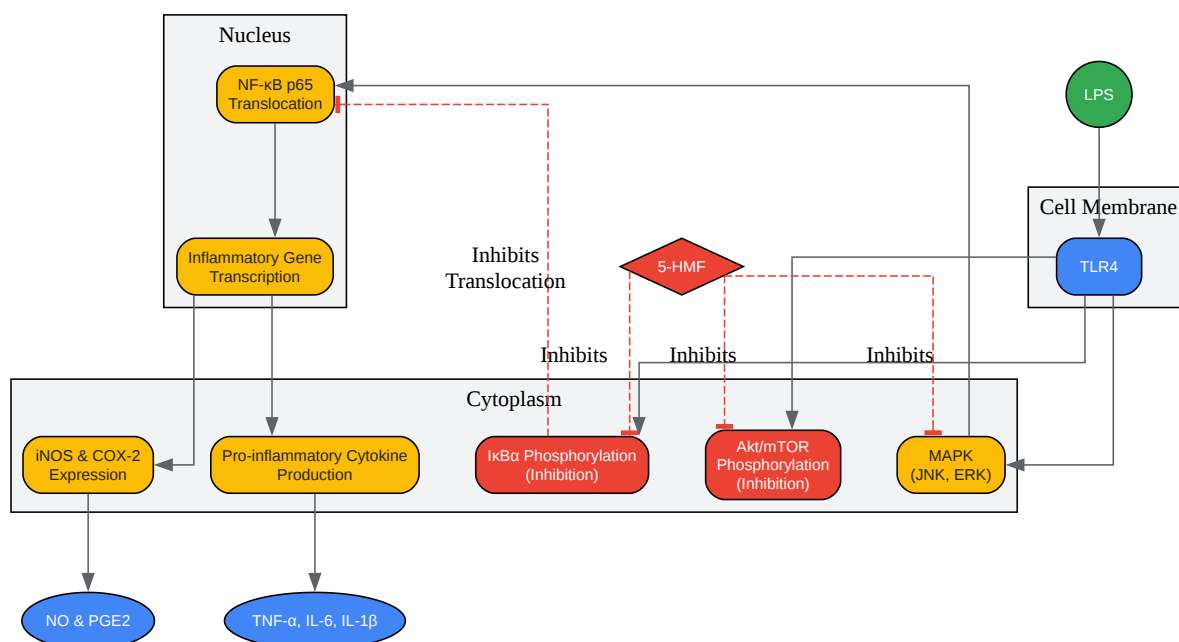 Nucleus
NF-κB p65
Translocation
LPS
Cell Membrane
Inflammatory Gene
Transcription
Inhibits
Translocation
5-HMF
TLR4
Inhibits
Inhibits
Inhibits
Cytoplasm
iNOS & COX-2
Expression
Pro-inflammatory Cytokine
Production
IκBα Phosphorylation
(Inhibition)
Akt/mTOR
Phosphorylation
(Inhibition)
MAPK
(JNK, ERK)
NO & PGE2
TNF-α, IL-6, IL-1β